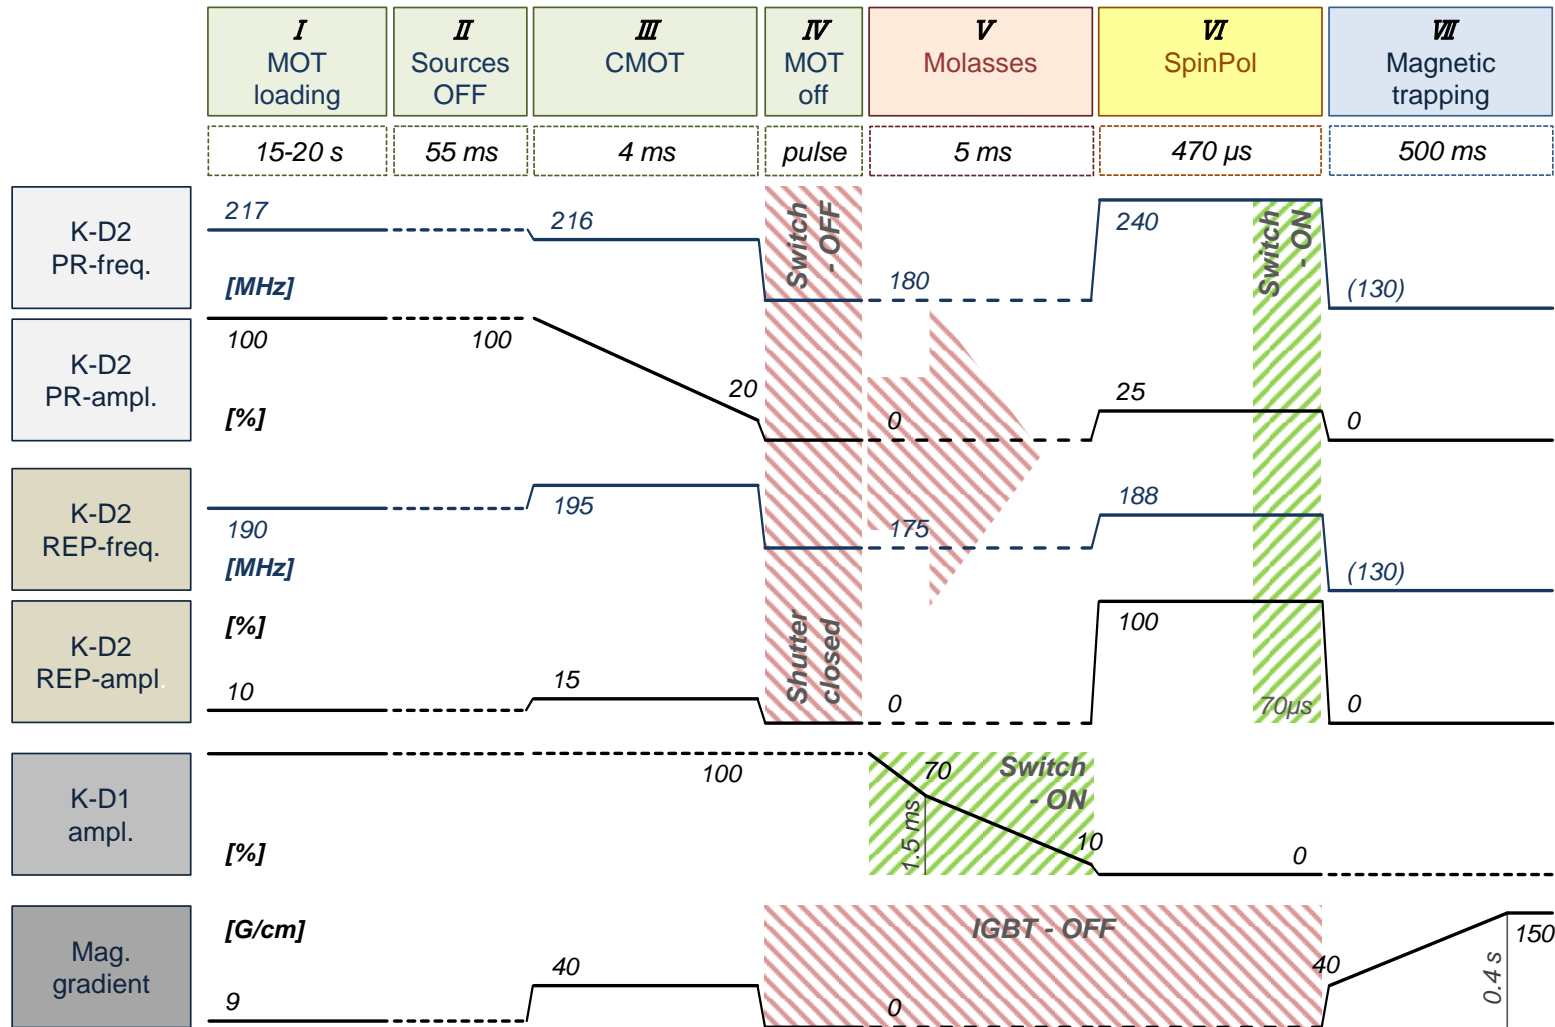 I
MOT
loading
II
Sources
OFF
III
CMOT
IV
MOT
off
V
Molasses
VI
SpinPol
VII
Magnetic
trapping
15-20 s
55 ms
4 ms
pulse
5 ms
470 µs
500 ms
K-D2
PR-freq.
217
216
Switch
- OFF
180
240
Switch
- ON
(130)
[MHz]
K-D2
PR-ampl.
100
100
20
0
25
0
[%]
K-D2
REP-freq.
190
195
175
188
(130)
[MHz]
K-D2
REP-ampl.
[%]
10
15
Shutter
closed
0
100
70µs
0
K-D1
ampl.
100
70
Switch
- ON
1.5 ms
10
0
[%]
Mag.
gradient
[G/cm]
9
40
IGBT - OFF
0
40
0.4 s
150